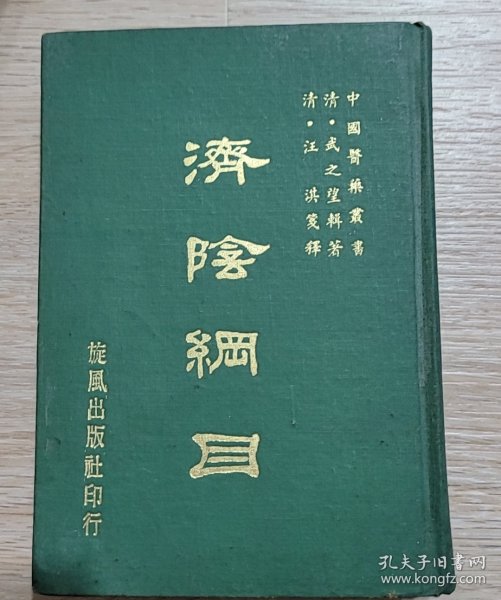 中國醫藥叢書
清·武之望輯著
清·汪淇箋釋
濟陰綱目
旋風出版社印行
孔夫子旧书网
www.kongfz.com